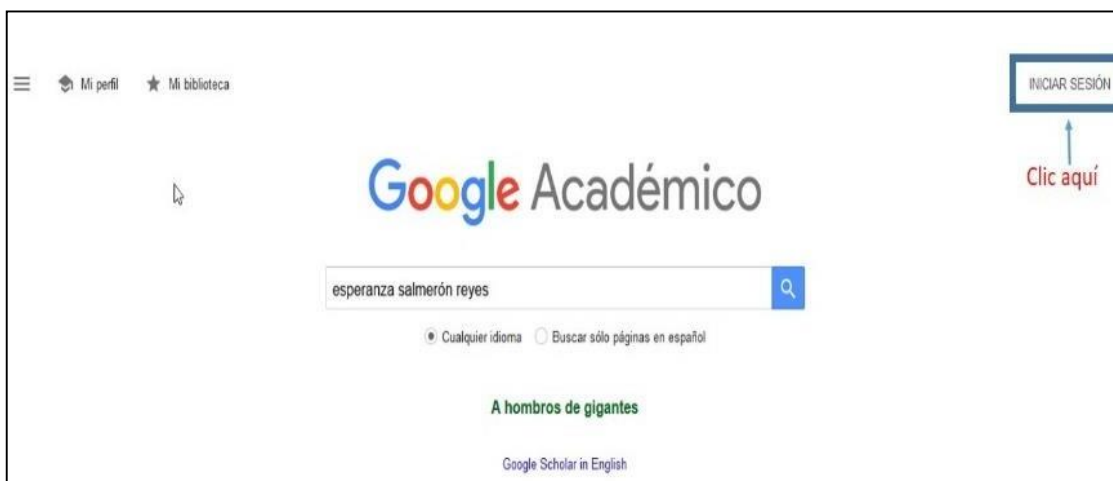 Mi perfil Mi biblioteca INICIAR SESIÓN
Clic aquí
Google Académico
esperanza salmerón reyes
Cualquier idioma Buscar sólo páginas en español
A hombros de gigantes
Google Scholar in English